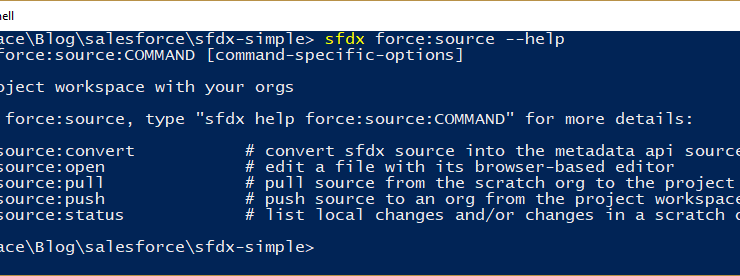 ell
ace\Blog\salesforce\sfdx-simple> sfdx force:source --help
force:source:COMMAND [command-specific-options]
oject workspace with your orgs
force:source, type "sfdx help force:source:COMMAND" for more details:
source:convert # convert sfdx source into the metadata api source
source:open # edit a file with its browser-based editor
source:pull # pull source from the scratch org to the project
source:push # push source to an org from the project workspace
source:status # list local changes and/or changes in a scratch o
ace\Blog\salesforce\sfdx-simple>